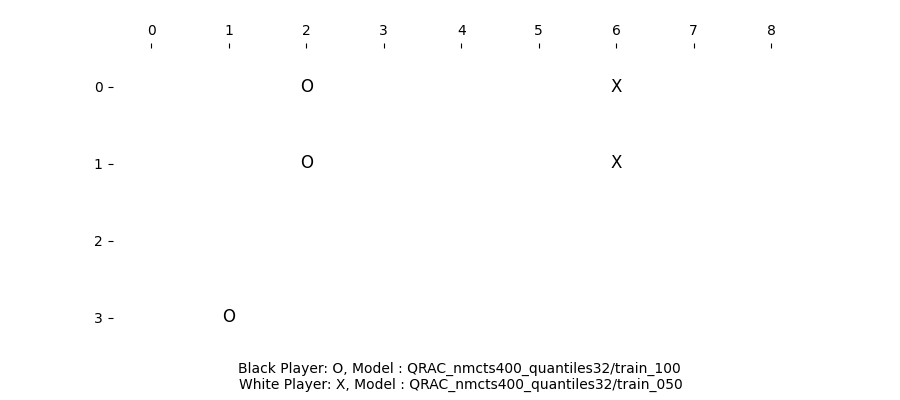 0 1 2 3 4 5 6 7 8
0 O X
1 O X
2
3 O
Black Player: O, Model : QRAC_nmcts400_quantiles32/train_100
White Player: X, Model : QRAC_nmcts400_quantiles32/train_050